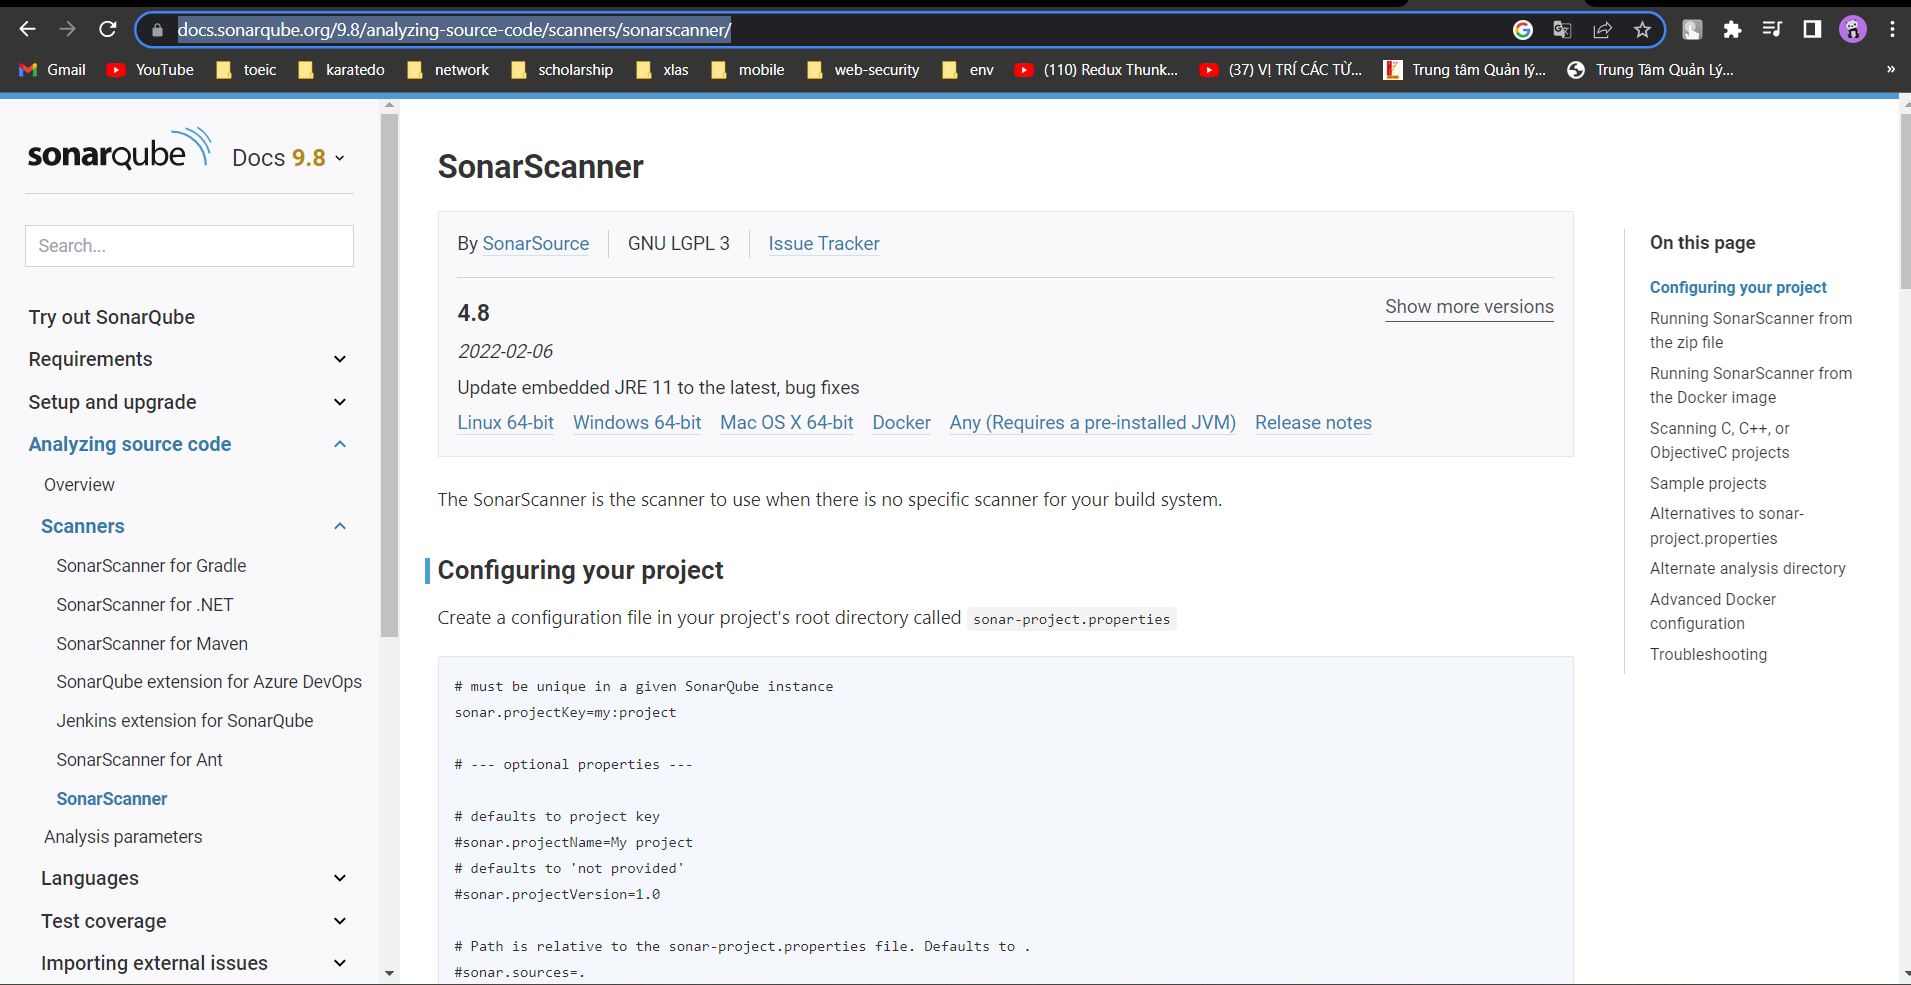 docs.sonarqube.org/9.8/analyzing-source-code/scanners/sonarscanner/
Gmail YouTube toeic karatedo network scholarship xlas mobile web-security env (110) Redux Thunk... (37) VỊ TRÍ CÁC TỪ... Trung tâm Quản lý... Trung Tâm Quản Lý... »
sonarqube Docs 9.8
Search...
Try out SonarQube
Requirements
Setup and upgrade
Analyzing source code
Overview
Scanners
SonarScanner for Gradle
SonarScanner for .NET
SonarScanner for Maven
SonarQube extension for Azure DevOps
Jenkins extension for SonarQube
SonarScanner for Ant
SonarScanner
Analysis parameters
Languages
Test coverage
Importing external issues
SonarScanner
By SonarSource GNU LGPL 3 Issue Tracker
4.8 Show more versions
2022-02-06
Update embedded JRE 11 to the latest, bug fixes
Linux 64-bit Windows 64-bit Mac OS X 64-bit Docker Any (Requires a pre-installed JVM) Release notes
The SonarScanner is the scanner to use when there is no specific scanner for your build system.
Configuring your project
Create a configuration file in your project's root directory called sonar-project.properties
# must be unique in a given SonarQube instance
sonar.projectKey=my:project
# --- optional properties ---
# defaults to project key
#sonar.projectName=My project
# defaults to 'not provided'
#sonar.projectVersion=1.0
# Path is relative to the sonar-project.properties file. Defaults to .
#sonar.sources=.
On this page
Configuring your project
Running SonarScanner from
the zip file
Running SonarScanner from
the Docker image
Scanning C, C++, or
ObjectiveC projects
Sample projects
Alternatives to sonar-
project.properties
Alternate analysis directory
Advanced Docker
configuration
Troubleshooting